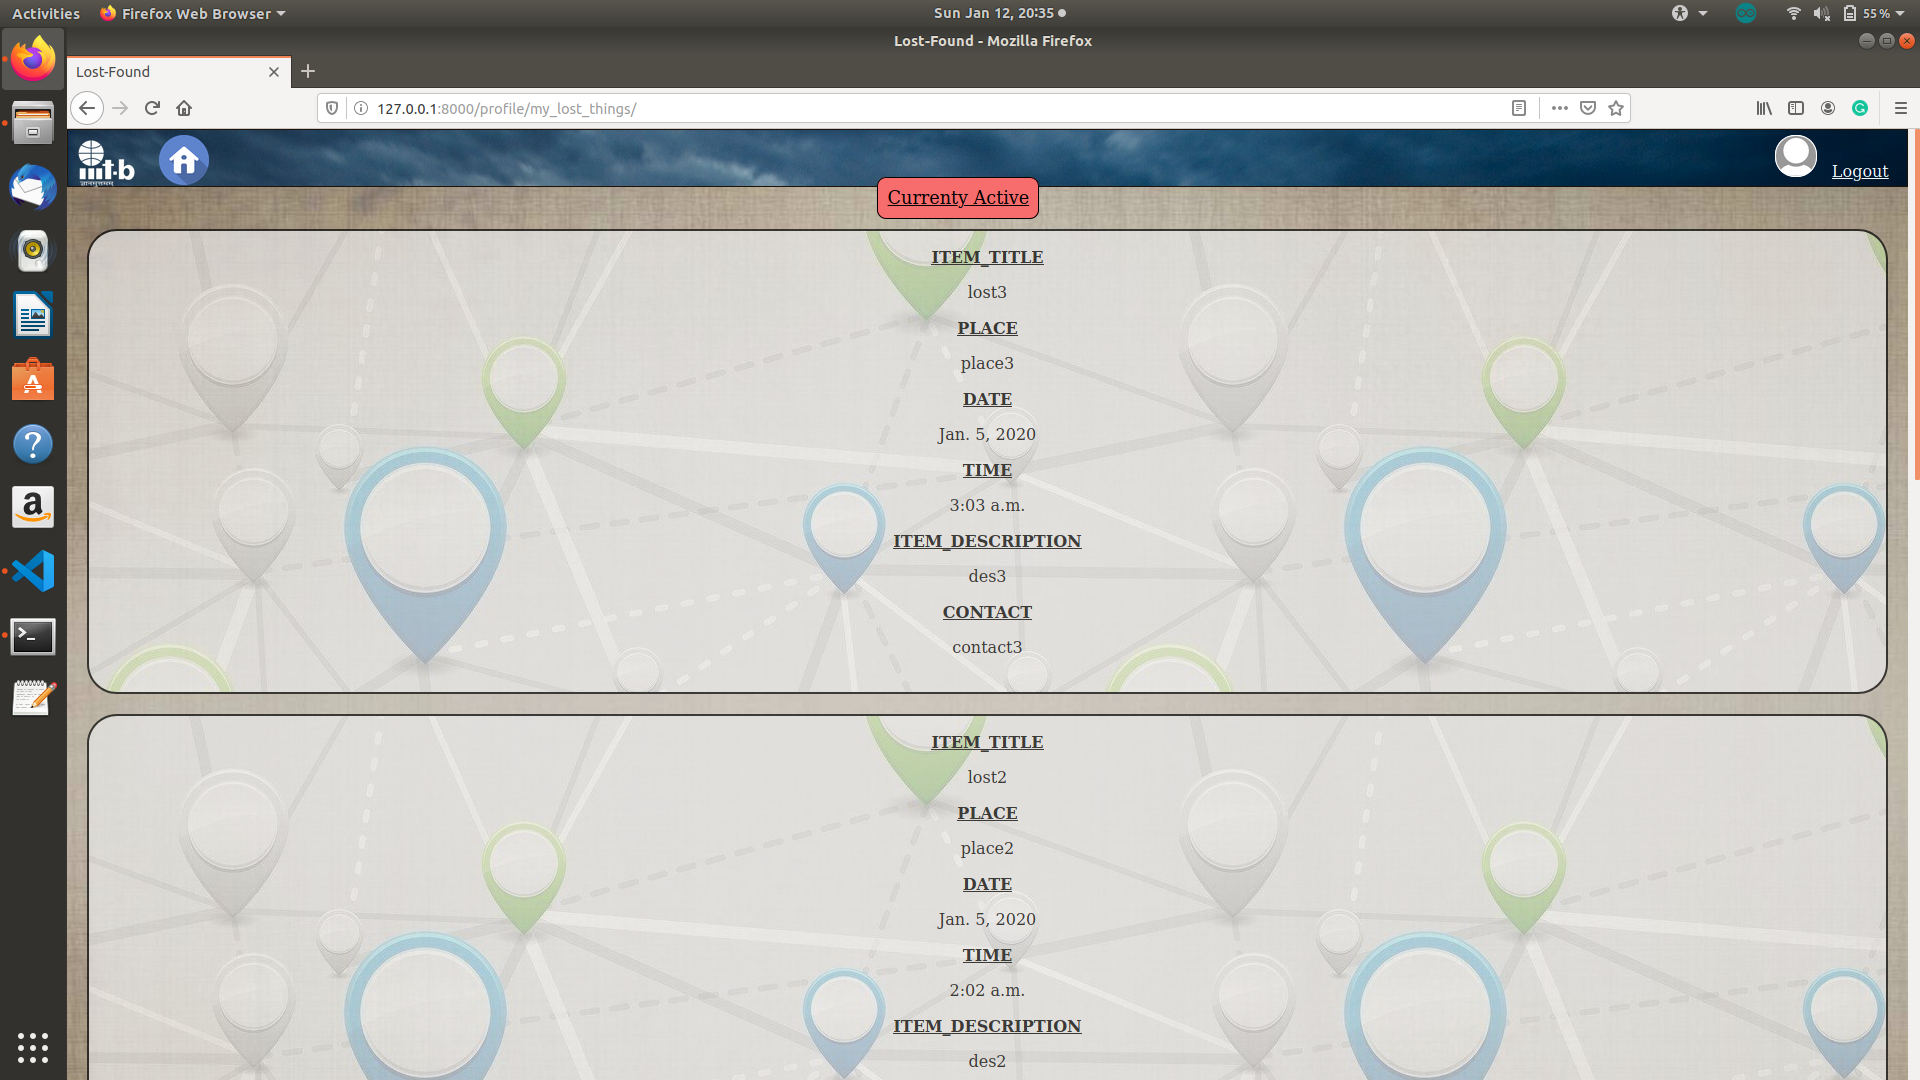 Activities Firefox Web Browser Sun Jan 12, 20:35 55 %
Lost-Found - Mozilla Firefox
Lost-Found
127.0.0.1:8000/profile/my_lost_things/
iiit-b
Logout
Currenty Active
ITEM_TITLE
lost3
PLACE
place3
DATE
Jan. 5, 2020
TIME
3:03 a.m.
ITEM_DESCRIPTION
des3
CONTACT
contact3
ITEM_TITLE
lost2
PLACE
place2
DATE
Jan. 5, 2020
TIME
2:02 a.m.
ITEM_DESCRIPTION
des2